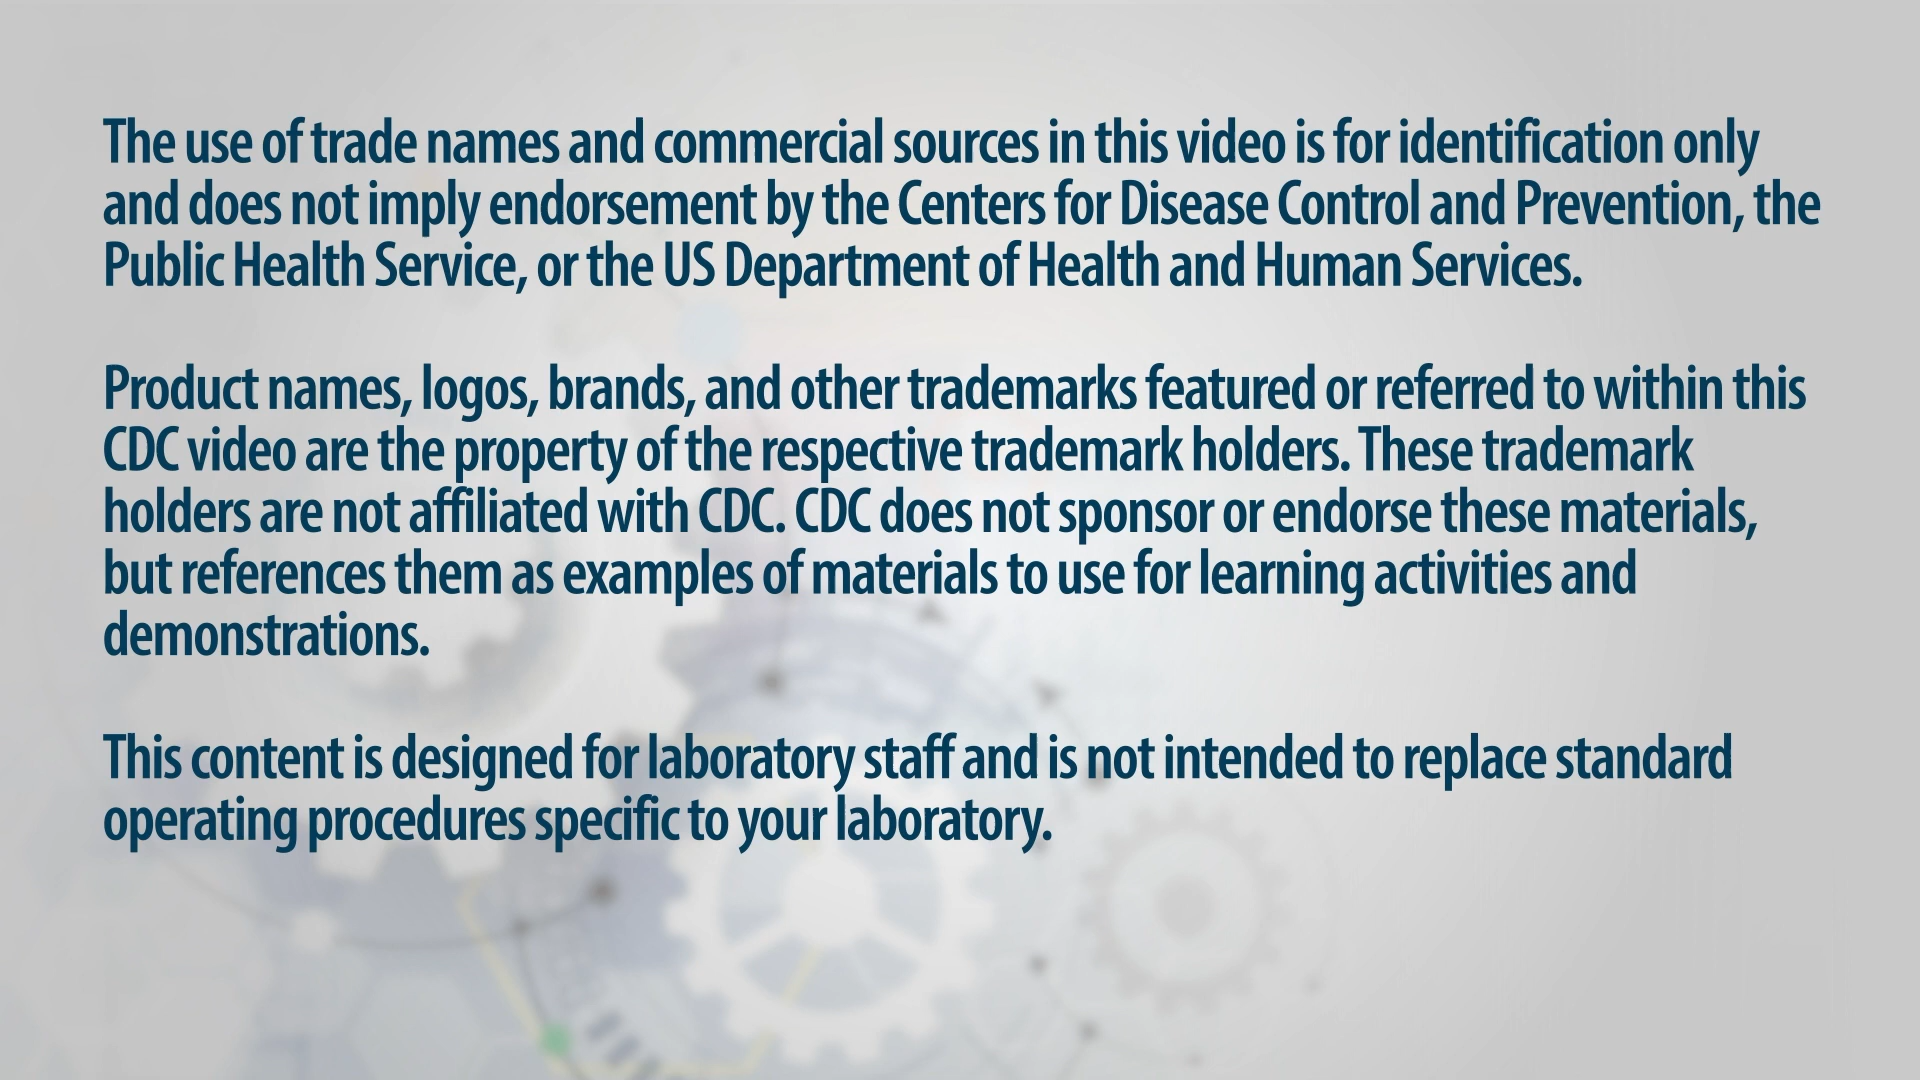 The use of trade names and commercial sources in this video is for identification only
and does not imply endorsement by the Centers for Disease Control and Prevention, the
Public Health Service, or the US Department of Health and Human Services.
Product names, logos, brands, and other trademarks featured or referred to within this
CDC video are the property of the respective trademark holders. These trademark
holders are not affiliated with CDC. CDC does not sponsor or endorse these materials,
but references them as examples of materials to use for learning activities and
demonstrations.
This content is designed for laboratory staff and is not intended to replace standard
operating procedures specific to your laboratory.